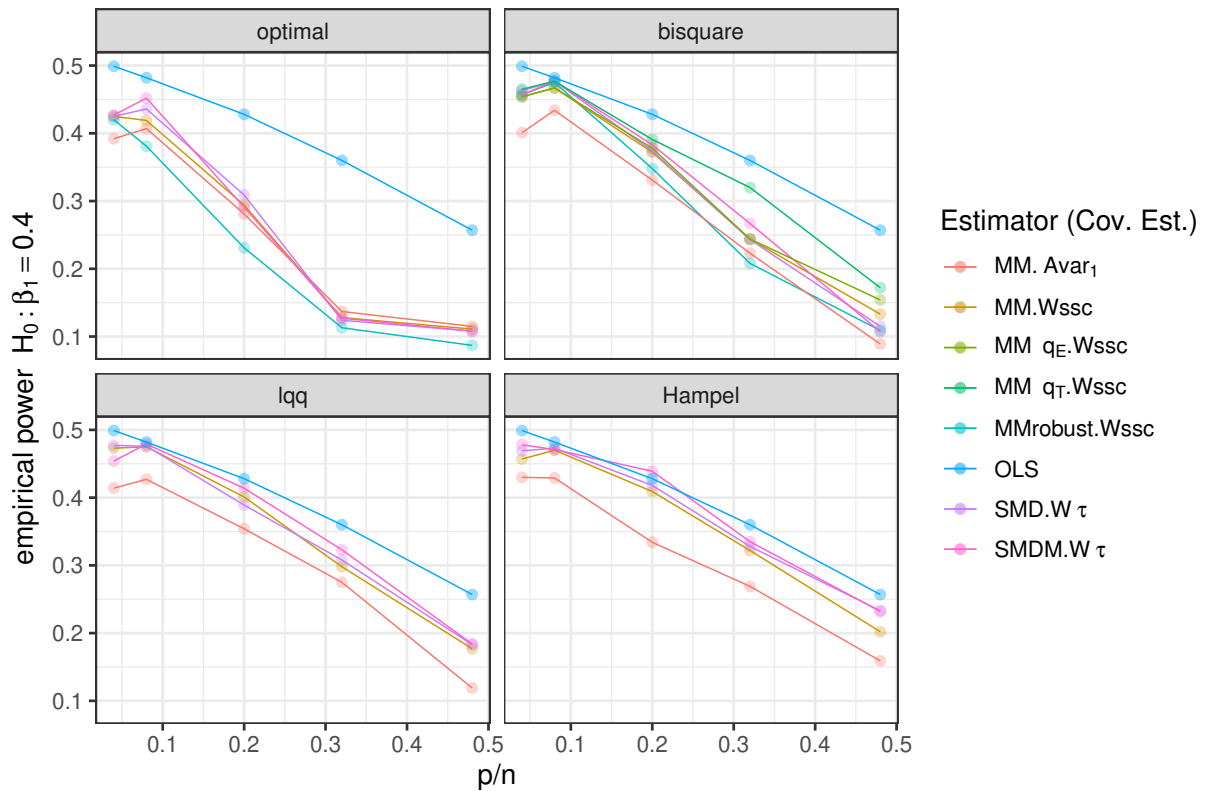 optimal
bisquare
0.5
0.4
0.3
0.2
0.1
lqq
Hampel
0.5
0.4
0.3
0.2
0.1
0.1 0.2 0.3 0.4 0.5
0.1 0.2 0.3 0.4 0.5
p/n
empirical power H₀ : β₁ = 0.4
Estimator (Cov. Est.)
MM. Avar₁
MM.Wssc
MM q_E.Wssc
MM q_T.Wssc
MMrobust.Wssc
OLS
SMD.W τ
SMDM.W τ